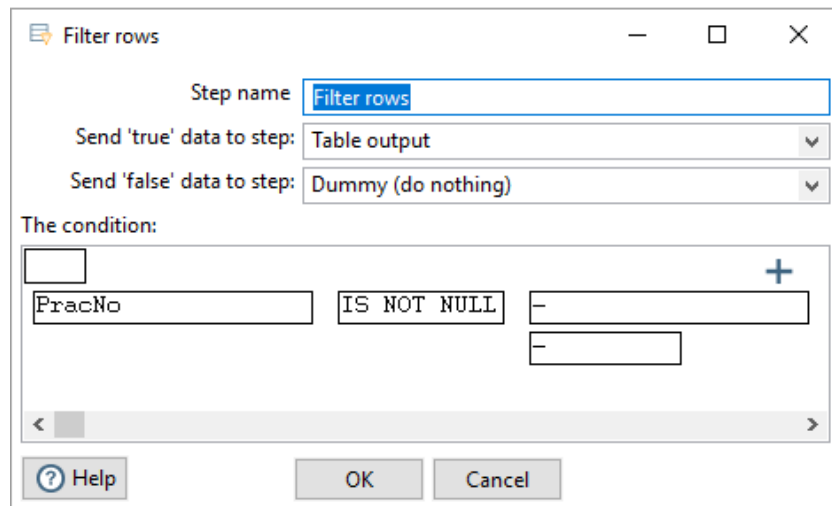 Filter rows
Step name Filter rows
Send 'true' data to step: Table output
Send 'false' data to step: Dummy (do nothing)
The condition:
PracNo IS NOT NULL –
–
Help OK Cancel